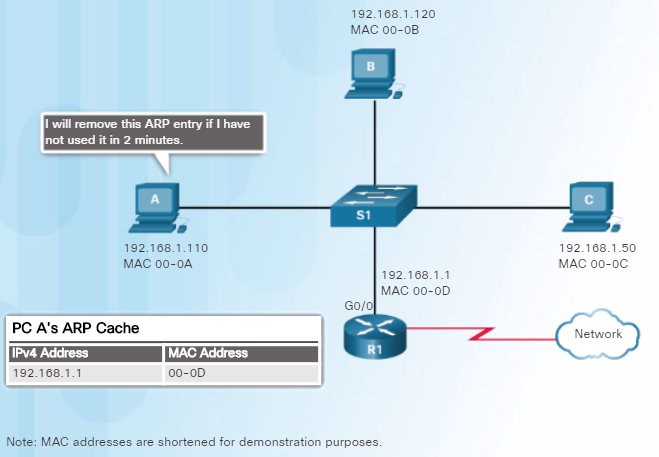 192.168.1.120
MAC 00-0B
B
I will remove this ARP entry if I have
not used it in 2 minutes.
A
S1
C
192.168.1.110
MAC 00-0A
192.168.1.50
MAC 00-0C
192.168.1.1
MAC 00-0D
G0/0
R1
Network
PC A's ARP Cache
IPv4 Address MAC Address
192.168.1.1 00-0D
Note: MAC addresses are shortened for demonstration purposes.